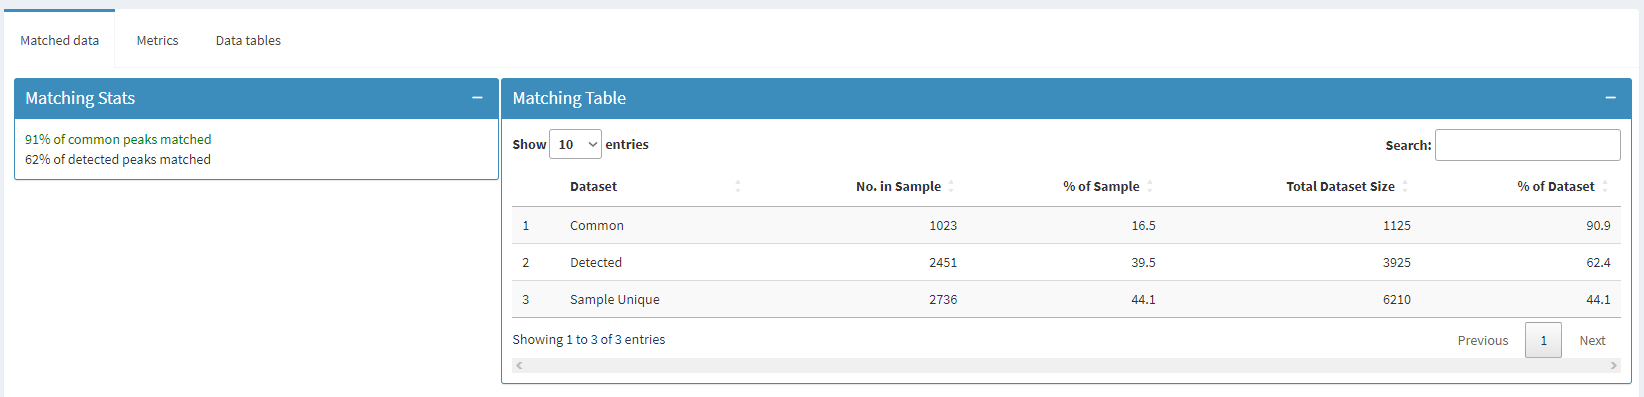 Matched data Metrics Data tables
Matching Stats
91% of common peaks matched
62% of detected peaks matched
Matching Table
Show 10 entries Search:
Dataset No. in Sample % of Sample Total Dataset Size % of Dataset
1 Common 1023 16.5 1125 90.9
2 Detected 2451 39.5 3925 62.4
3 Sample Unique 2736 44.1 6210 44.1
Showing 1 to 3 of 3 entries Previous 1 Next